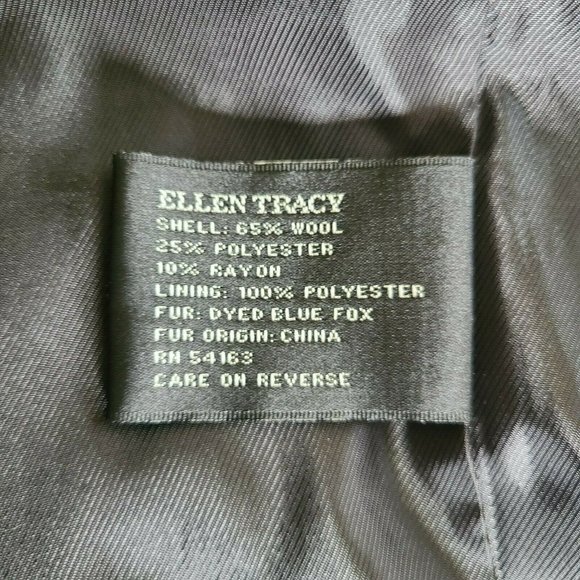 ELLEN TRACY
SHELL: 65% WOOL
25% POLYESTER
10% RAYON
LINING: 100% POLYESTER
FUR: DYED BLUE FOX
FUR ORIGIN: CHINA
RN 54163
CARE ON REVERSE